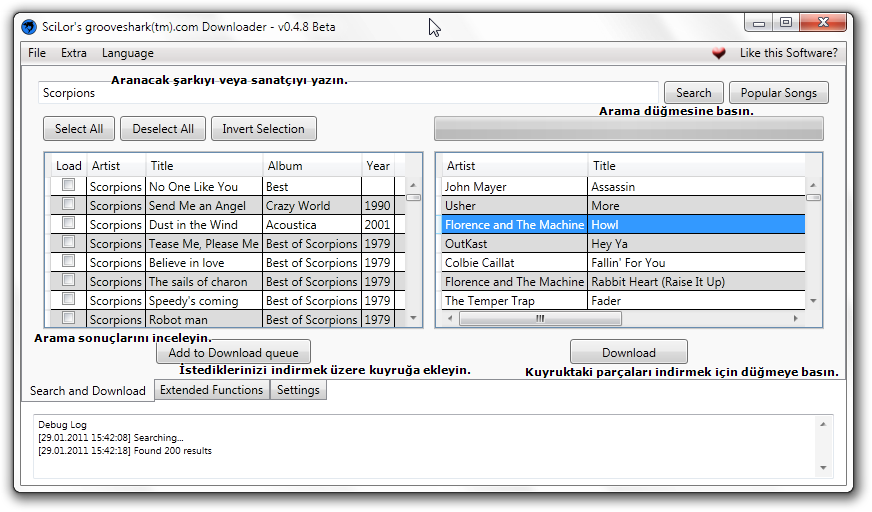 SciLor's grooveshark(tm).com Downloader - v0.4.8 Beta
File Extra Language Like this Software?
Aranacak şarkıyı veya sanatçıyı yazın.
Scorpions Search Popular Songs
Arama düğmesine basın.
Select All Deselect All Invert Selection
Load Artist Title Album Year
Scorpions No One Like You Best
Scorpions Send Me an Angel Crazy World 1990
Scorpions Dust in the Wind Acoustica 2001
Scorpions Tease Me, Please Me Best of Scorpions 1979
Scorpions Believe in love Best of Scorpions 1979
Scorpions The sails of charon Best of Scorpions 1979
Scorpions Speedy's coming Best of Scorpions 1979
Scorpions Robot man Best of Scorpions 1979
Artist Title
John Mayer Assassin
Usher More
Florence and The Machine Howl
OutKast Hey Ya
Colbie Caillat Fallin' For You
Florence and The Machine Rabbit Heart (Raise It Up)
The Temper Trap Fader
Arama sonuçlarını inceleyin.
Add to Download queue Download
İstediklerinizi indirmek üzere kuyruğa ekleyin.
Kuyruktaki parçaları indirmek için düğmeye basın.
Search and Download Extended Functions Settings
Debug Log
[29.01.2011 15:42:08] Searching...
[29.01.2011 15:42:18] Found 200 results